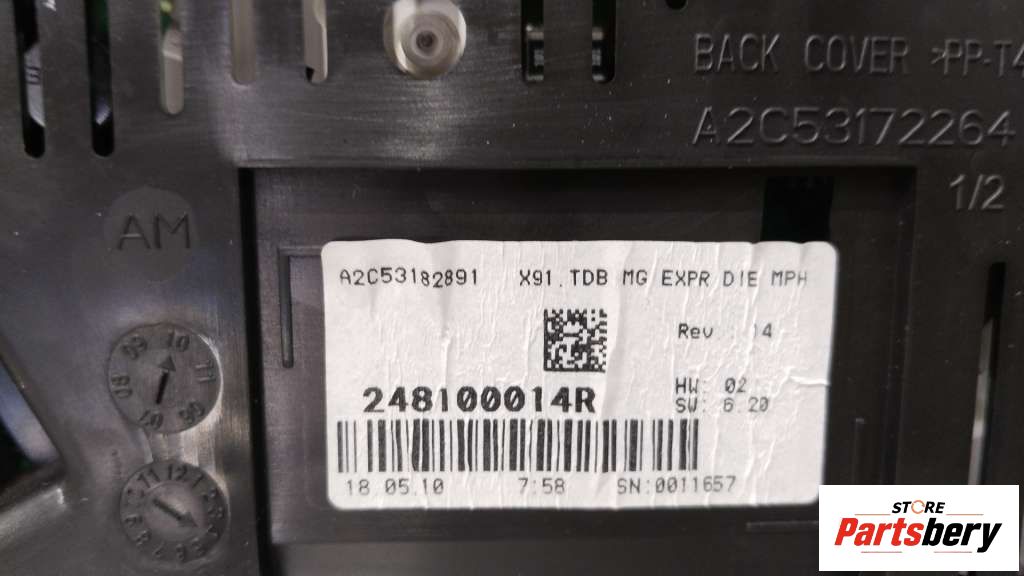 BACK COVER >PP-T4
A2C53172264
1/2
AM
A2C53182891 X91.TDB MG EXPR DIE MPH
Rev
248100014R
HW: 02
SW: 6.20
18.05.10 7:58 SN:0011657
STORE
Partsbery